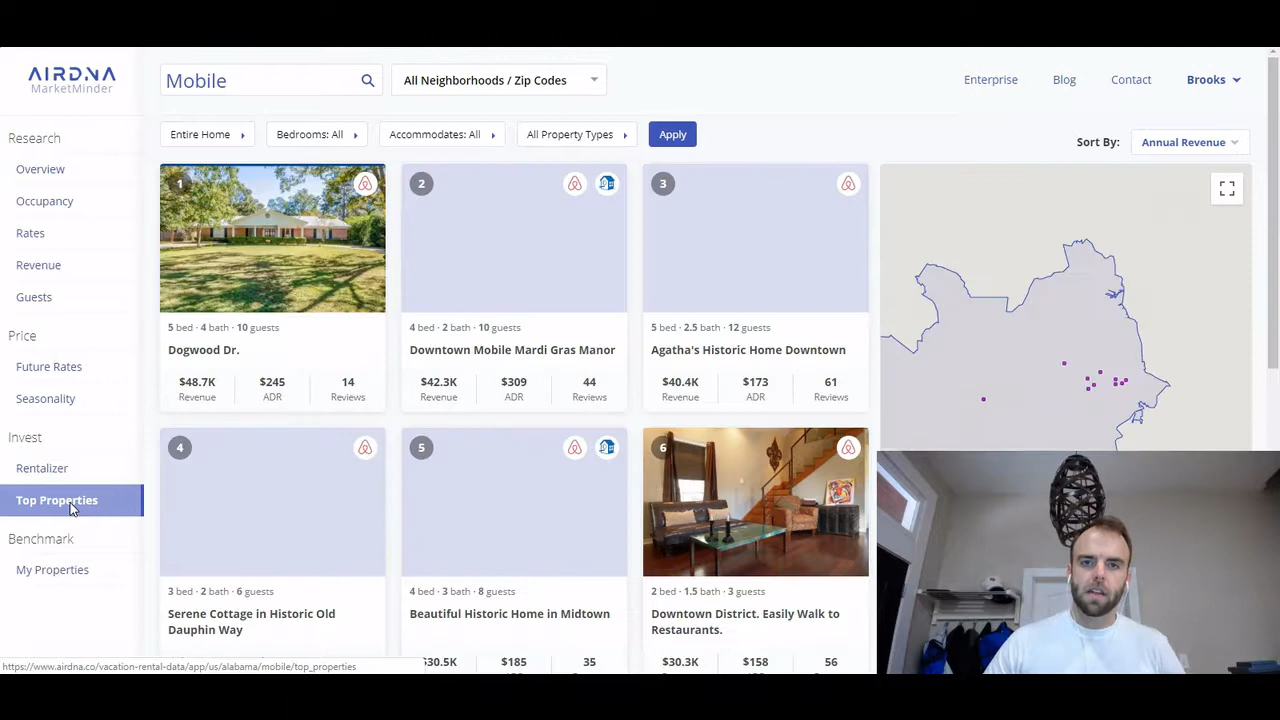 AIRDNA
MarketMinder
Mobile
All Neighborhoods / Zip Codes
Enterprise
Blog
Contact
Brooks
Entire Home
Bedrooms: All
Accommodates: All
All Property Types
Apply
Sort By:
Annual Revenue
Research
Overview
Occupancy
Rates
Revenue
Guests
Price
Future Rates
Seasonality
Invest
Rentalizer
Top Properties
Benchmark
My Properties
1
5 bed · 4 bath · 10 guests
Dogwood Dr.
$48.7K $245 14
Revenue ADR Reviews
2
4 bed · 2 bath · 10 guests
Downtown Mobile Mardi Gras Manor
$42.3K $309 44
Revenue ADR Reviews
3
5 bed · 2.5 bath · 12 guests
Agatha's Historic Home Downtown
$40.4K $173 61
Revenue ADR Reviews
4
3 bed · 2 bath · 6 guests
Serene Cottage in Historic Old
Dauphin Way
5
4 bed · 3 bath · 8 guests
Beautiful Historic Home in Midtown
$30.5K $185 35
6
2 bed · 1.5 bath · 3 guests
Downtown District. Easily Walk to
Restaurants.
$30.3K $158 56
https://www.airdna.co/vacation-rental-data/app/us/alabama/mobile/top_properties